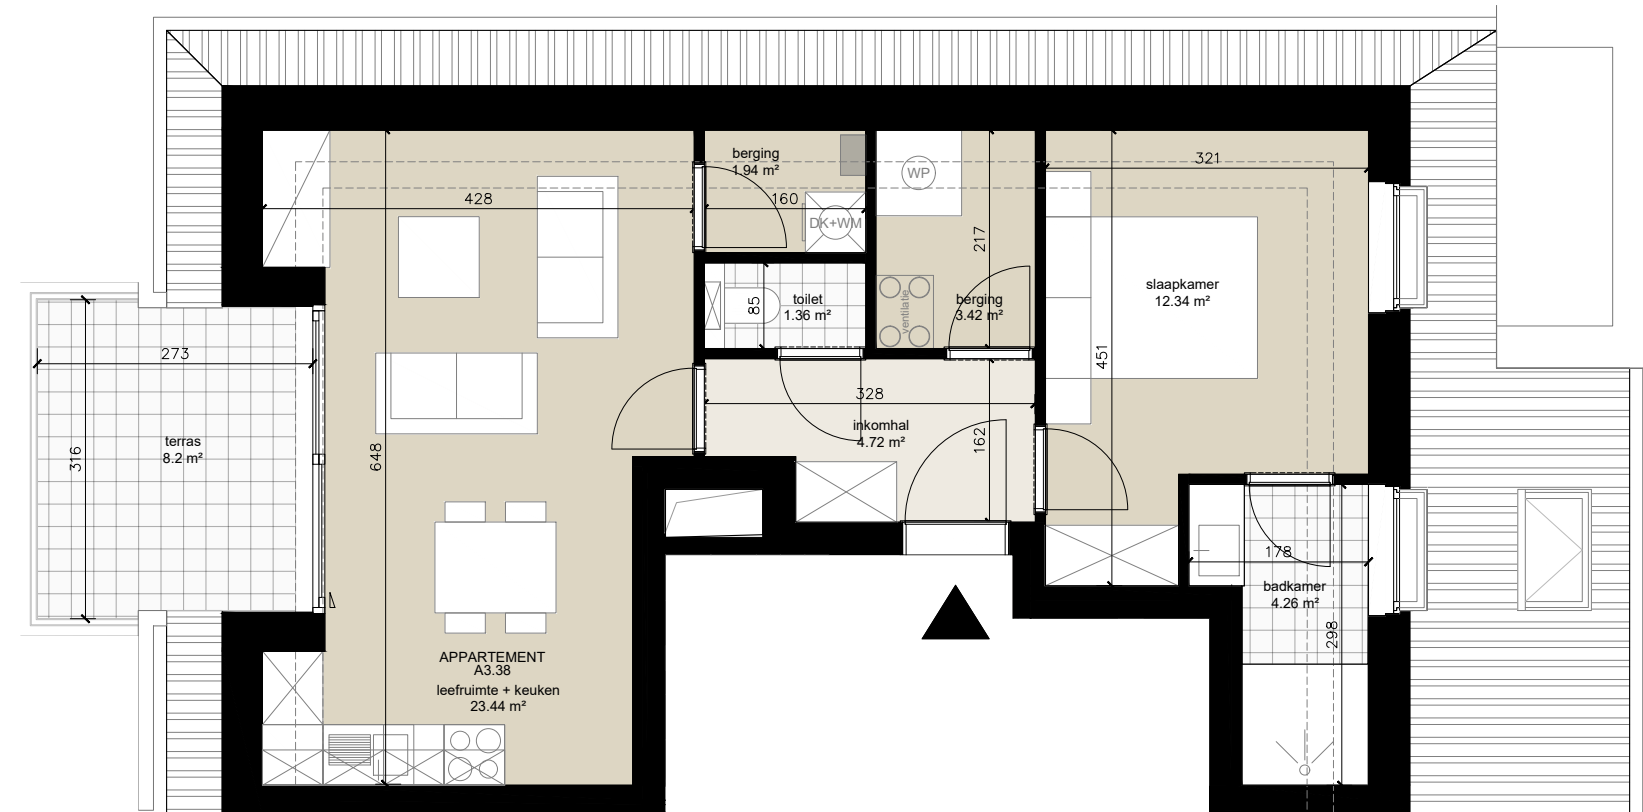 berging
1.94 m²
160
DK+WM
WP
321
428
217
toilet
1.36 m²
85
ventilatie
berging
3.42 m²
slaapkamer
12.34 m²
273
451
328
inkomhal
4.72 m²
162
terras
8.2 m²
316
648
178
badkamer
4.26 m²
298
APPARTEMENT
A3.38
leefruimte + keuken
23.44 m²